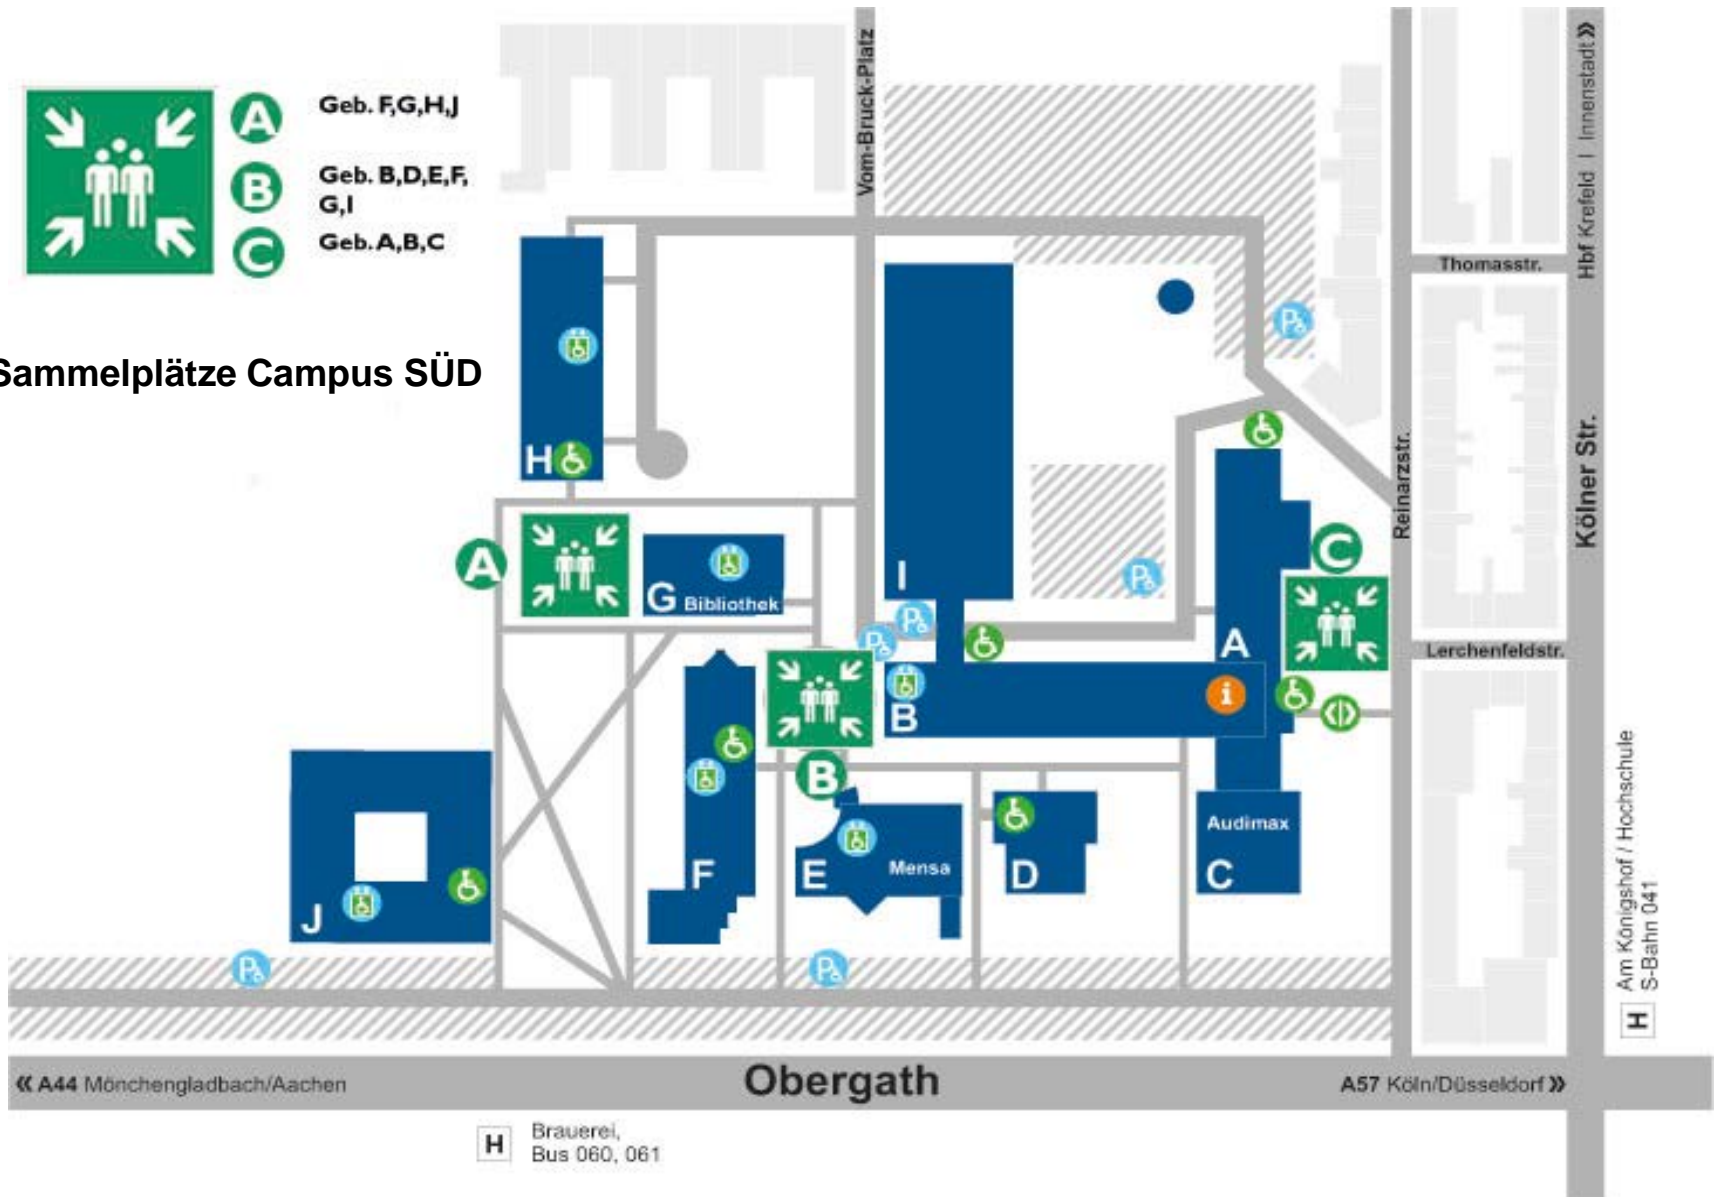 A
Geb. F,G,H,J
B
Geb. B,D,E,F,
G,I
C
Geb. A,B,C
Sammelplätze Campus SÜD
Vom-Bruck-Platz
Hbf Krefeld | Innenstadt »
Thomasstr.
Reinarzstr.
Kölner Str.
Lerchenfeldstr.
H
A
G Bibliothek
I
C
A
B
i
B
P
P
P
P
J
F
E
Mensa
D
Audimax
C
P
P
Am Königshof / Hochschule
S-Bahn 041
H
« A44 Mönchengladbach/Aachen
Obergath
A57 Köln/Düsseldorf »
H
Brauerei,
Bus 060, 061